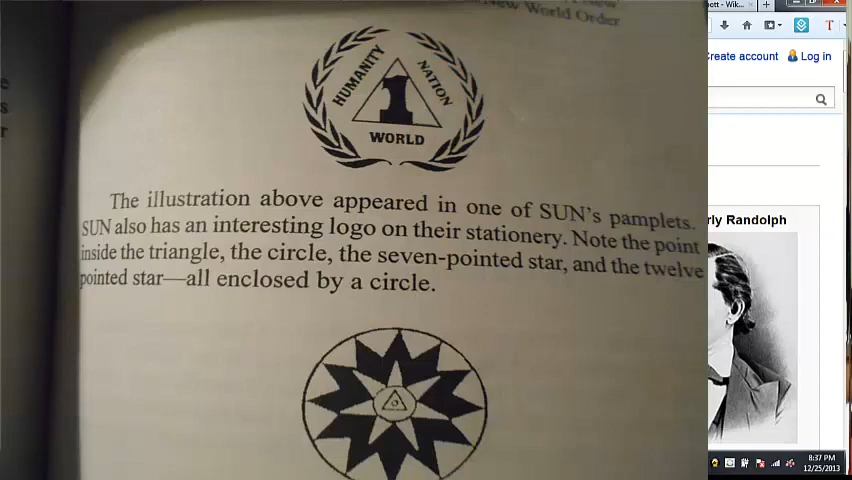 New
New World Order
HUMANITY
NATION
1
WORLD
The illustration above appeared in one of SUN's pamplets.
SUN also has an interesting logo on their stationery. Note the point
inside the triangle, the circle, the seven-pointed star, and the twelve
pointed star—all enclosed by a circle.
e
s
r
ott - Wik...
Create account
Log in
rly Randolph
8:37 PM
12/25/2013